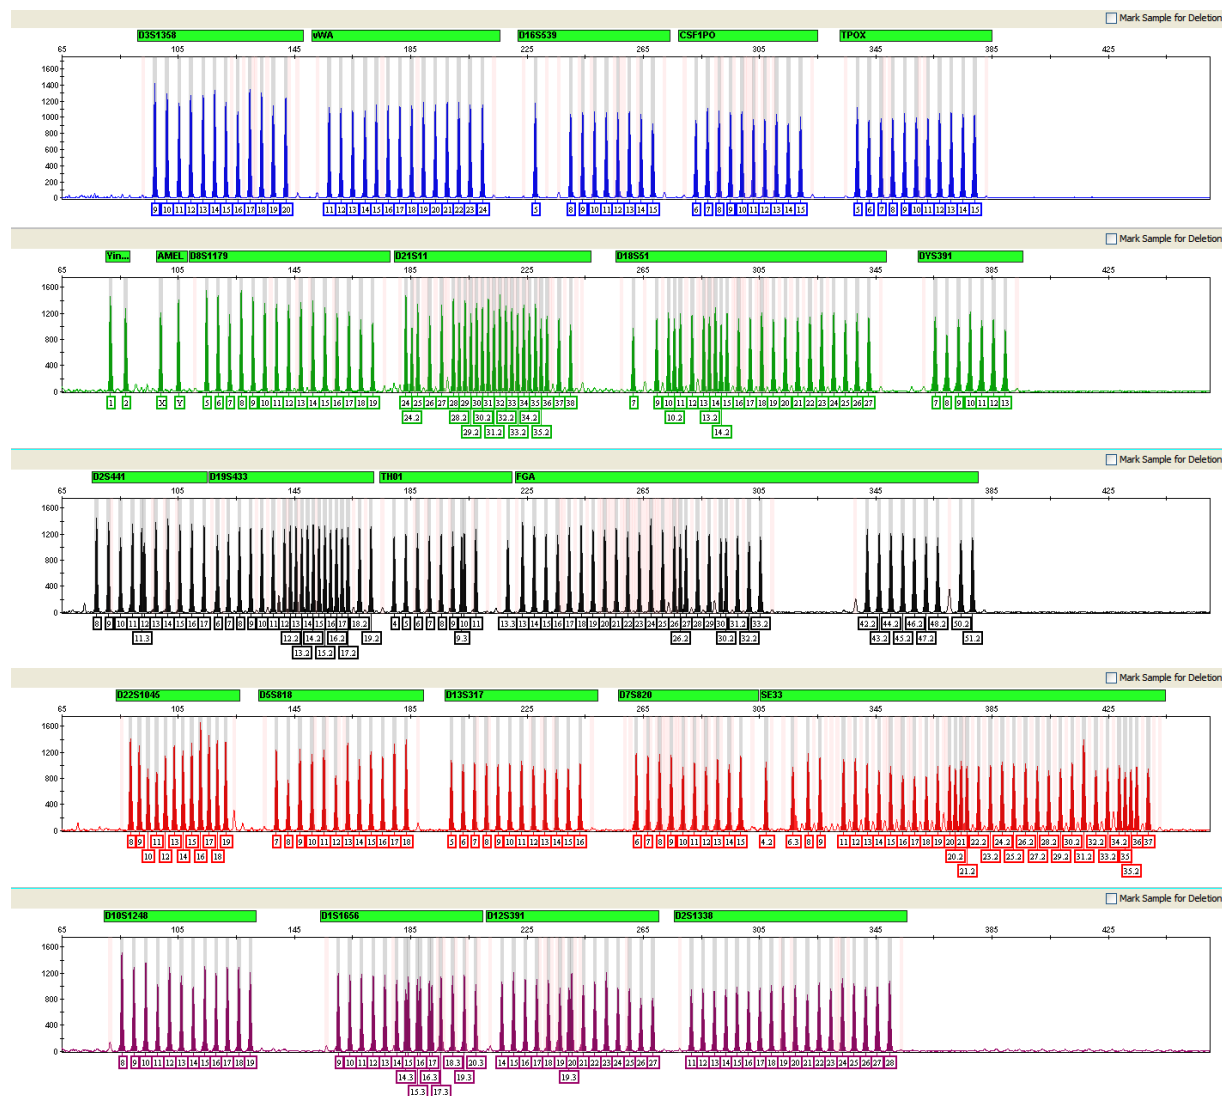 Mark Sample for Deletion
D3S1358 vWA D16S539 CSF1PO TPOX
65 105 145 185 225 265 305 345 385 425
1600
1400
1200
1000
800
600
400
200
0
9 10 11 12 13 14 15 16 17 18 19 20 11 12 13 14 15 16 17 18 19 20 21 22 23 24 5 8 9 10 11 12 13 14 15 6 7 8 9 10 11 12 13 14 15 5 6 7 8 9 10 11 12 13 14 15
Mark Sample for Deletion
Yin... AMEL D8S1179 D21S11 D18S51 DYS391
65 105 145 185 225 265 305 345 385 425
1600
1200
800
400
0
1 2 X Y 5 6 7 8 9 10 11 12 13 14 15 16 17 18 19 24 25 26 27 28 29 30 31 32 33 34 35 36 37 38 7 9 10 11 12 13 14 15 16 17 18 19 20 21 22 23 24 25 26 27 7 8 9 10 11 12 13
24.2 28.2 30.2 32.2 34.2 10.2 13.2
29.2 31.2 33.2 35.2 14.2
Mark Sample for Deletion
D2S441 D19S433 TH01 FGA
65 105 145 185 225 265 305 345 385 425
1600
1200
800
400
0
8 9 10 11 12 13 14 15 16 17 6 7 8 9 10 11 12 13 14 15 16 17 18.2 4 5 6 7 8 9 10 11 13.3 13 14 15 16 17 18 19 20 21 22 23 24 25 26 27 28 29 30 31.2 33.2 42.2 44.2 46.2 48.2 50.2
11.3 12.2 14.2 16.2 19.2 9.3 26.2 30.2 32.2 43.2 45.2 47.2 51.2
13.2 15.2 17.2
Mark Sample for Deletion
D22S1045 D5S818 D13S317 D7S820 SE33
65 105 145 185 225 265 305 345 385 425
1600
1200
800
400
0
8 9 11 13 15 17 19 7 8 9 10 11 12 13 14 15 16 17 18 5 6 7 8 9 10 11 12 13 14 15 16 6 7 8 9 10 11 12 13 14 15 4.2 6.3 8 9 11 12 13 14 15 16 17 18 19 20 21 22.2 24.2 26.2 28.2 30.2 32.2 34.2 36 37
10 12 14 16 18 20.2 23.2 25.2 27.2 29.2 31.2 33.2 35
21.2 35.2
Mark Sample for Deletion
D10S1248 D1S1656 D12S391 D2S1338
65 105 145 185 225 265 305 345 385 425
1600
1200
800
400
0
8 9 10 11 12 13 14 15 16 17 18 19 9 10 11 12 13 14 15 16 17 18.3 20.3 14 15 16 17 18 19 20 21 22 23 24 25 26 27 11 12 13 14 15 16 17 18 19 20 21 22 23 24 25 26 27 28
14.3 16.3 19.3 19.3
15.3 17.3